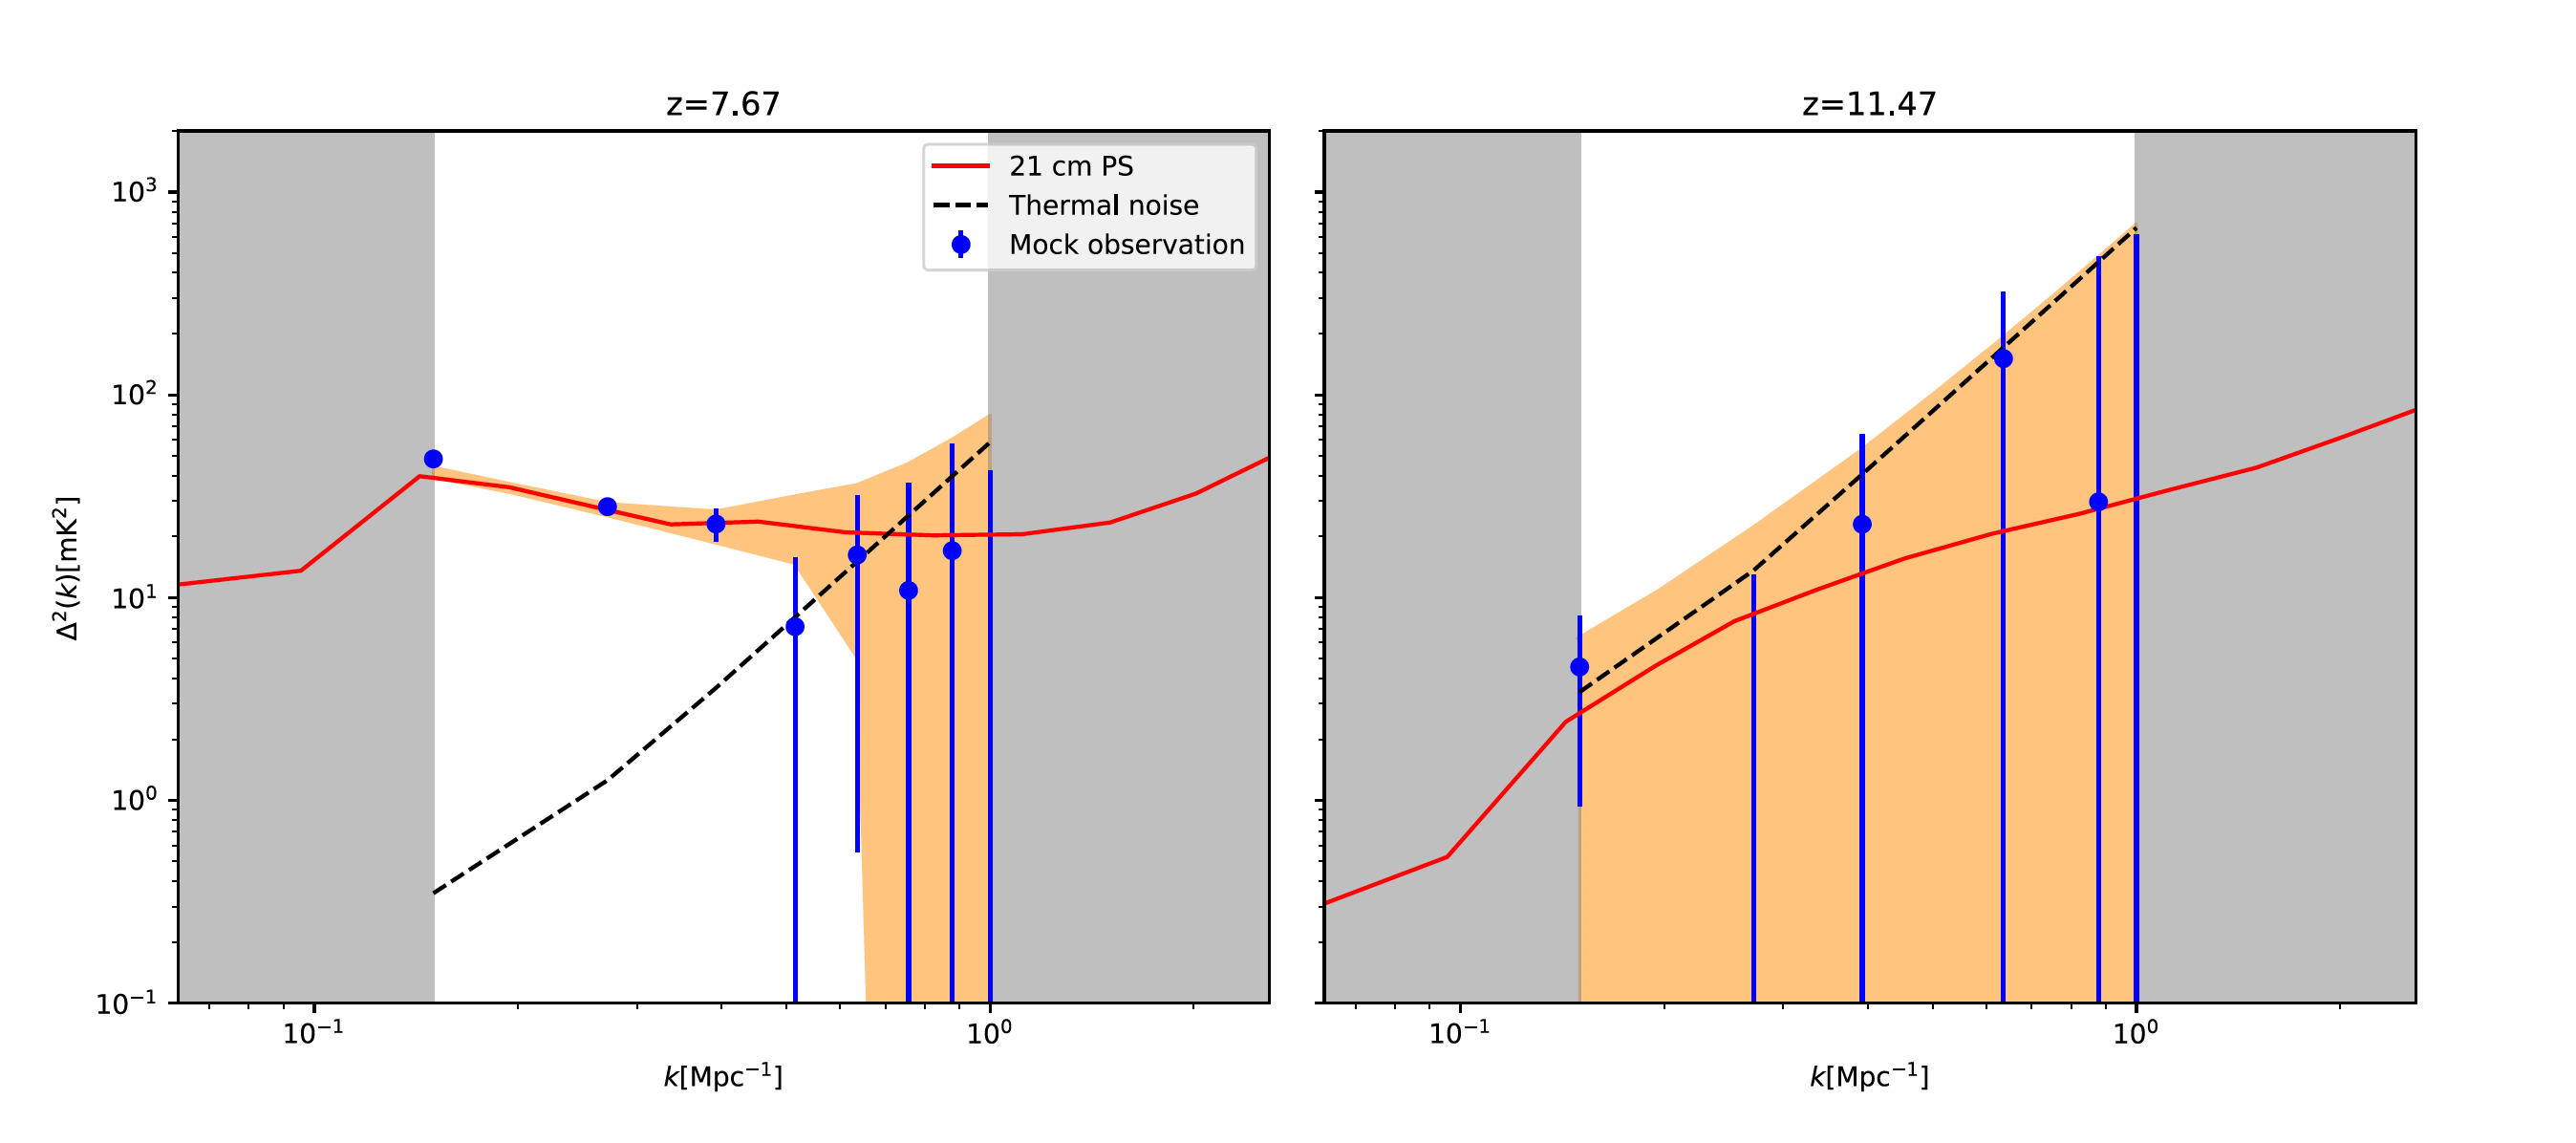 z=7.67
z=11.47
21 cm PS
Thermal noise
Mock observation
10³
10²
10¹
10⁰
10⁻¹
Δ²(k)[mK²]
10⁻¹ 10⁰
10⁻¹ 10⁰
k[Mpc⁻¹]
k[Mpc⁻¹]